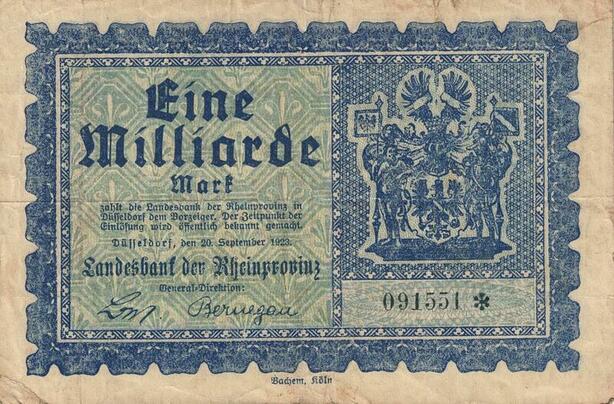 Eine
Milliarde
Mark
zahlt die Landesbank der Rheinprovinz in
Düsseldorf dem Vorzeiger. Der Zeitpunkt der
Einlösung wird öffentlich bekannt gemacht.
Düsseldorf, den 20. September 1923.
Landesbank der Rheinprovinz
General-Direktion:
Bernegau
091551 *
Bachem, Köln